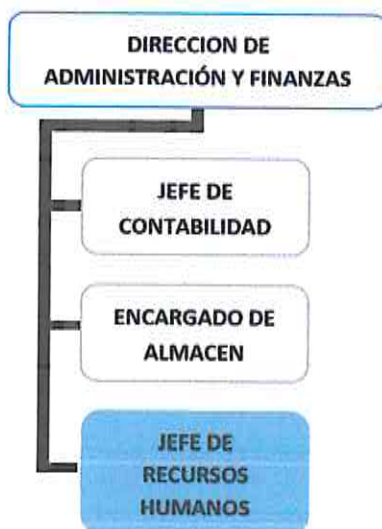 DIRECCION DE
ADMINISTRACIÓN Y FINANZAS
JEFE DE
CONTABILIDAD
ENCARGADO DE
ALMACEN
JEFE DE
RECURSOS
HUMANOS